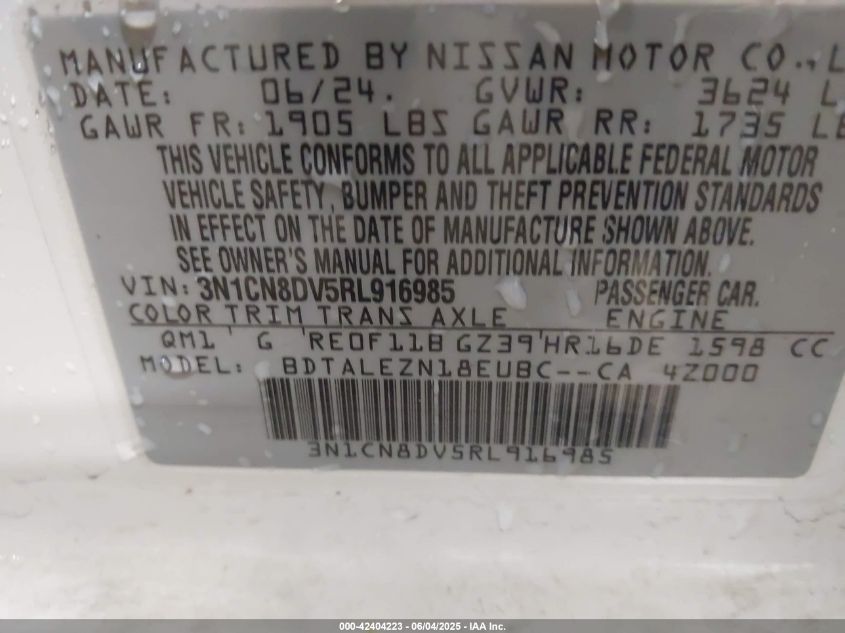 MANUFACTURED BY NISSAN MOTOR CO., L
DATE: 06/24. GVWR: 3624 L
GAWR FR: 1905 LBS GAWR RR: 1735 LB
THIS VEHICLE CONFORMS TO ALL APPLICABLE FEDERAL MOTOR
VEHICLE SAFETY, BUMPER AND THEFT PREVENTION STANDARDS
IN EFFECT ON THE DATE OF MANUFACTURE SHOWN ABOVE.
SEE OWNER'S MANUAL FOR ADDITIONAL INFORMATION.
VIN: 3N1CN8DV5RL916985 PASSENGER CAR.
COLOR TRIM TRANS AXLE ENGINE
QM1 ' G RE0F11B GZ39'HR16DE 1598 CC
MODEL: BDTALEZN18EUBC--CA 4Z000
3N1CN8DV5RL916985
000-42404223 - 06/04/2025 - IAA Inc.